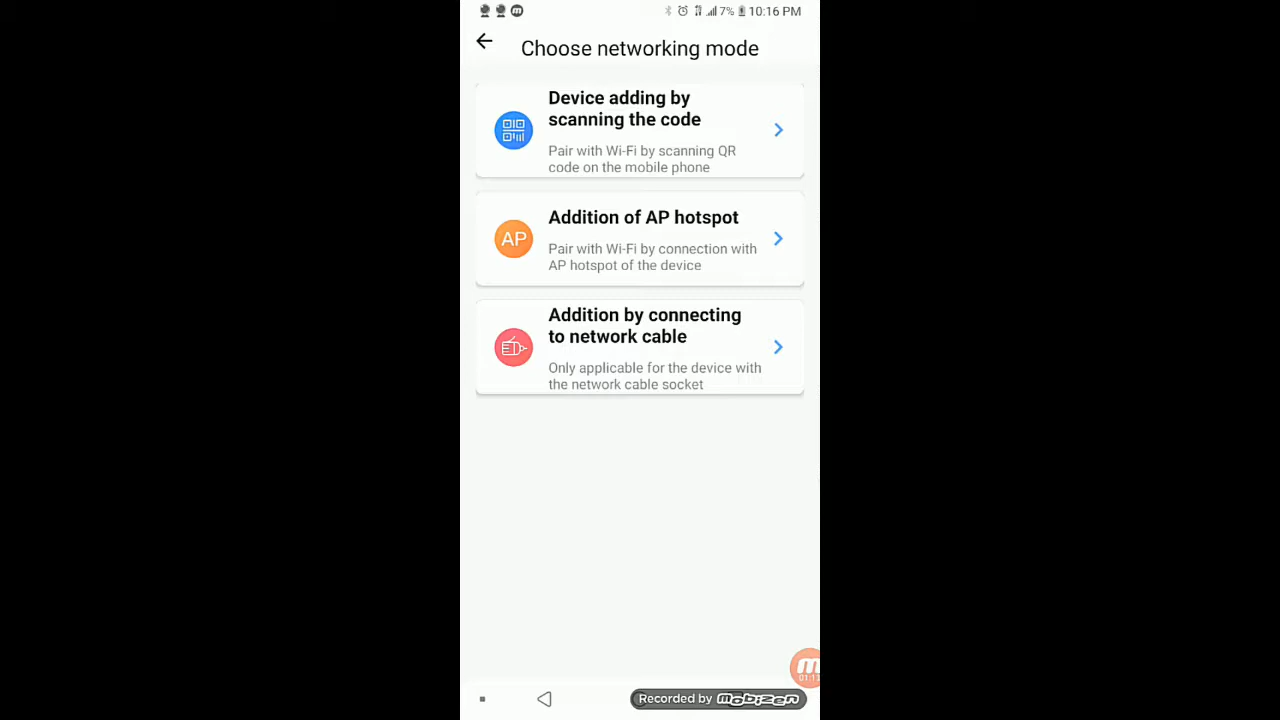 m 7% 10:16 PM
Choose networking mode
Device adding by
scanning the code
Pair with Wi-Fi by scanning QR
code on the mobile phone
AP
Addition of AP hotspot
Pair with Wi-Fi by connection with
AP hotspot of the device
Addition by connecting
to network cable
Only applicable for the device with
the network cable socket
m
Recorded by mobizen